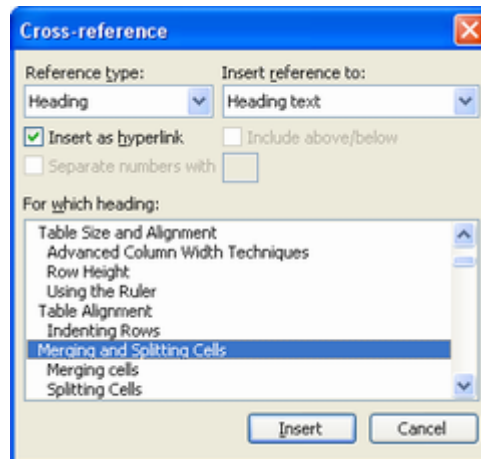 Cross-reference
Reference type: Insert reference to:
Heading Heading text
Insert as hyperlink Include above/below
Separate numbers with
For which heading:
Table Size and Alignment
Advanced Column Width Techniques
Row Height
Using the Ruler
Table Alignment
Indenting Rows
Merging and Splitting Cells
Merging cells
Splitting Cells
Insert Cancel